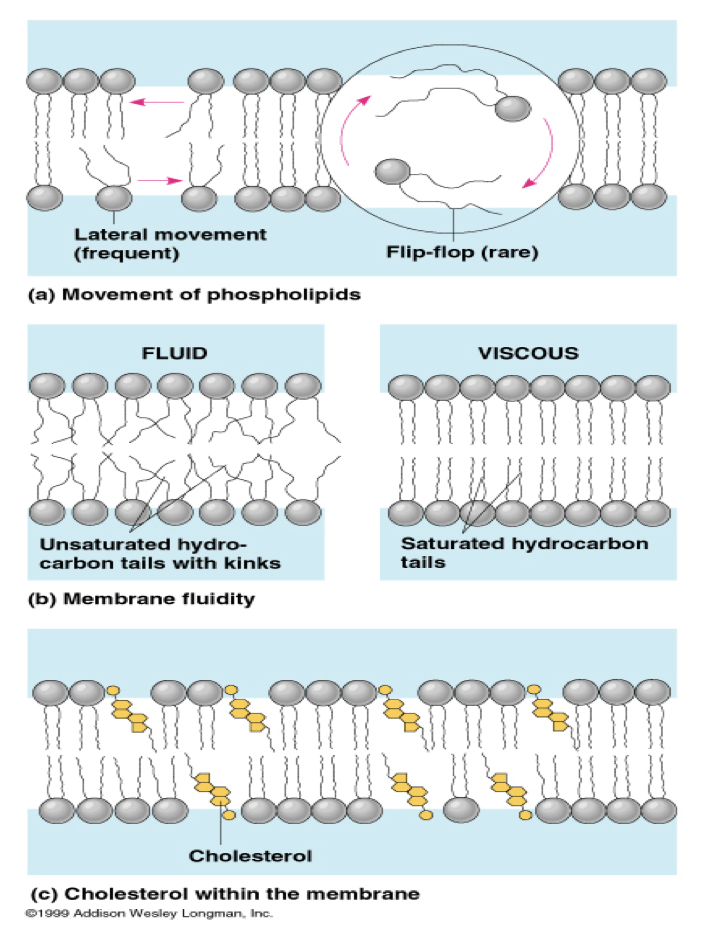 Lateral movement
(frequent)
Flip-flop (rare)
(a) Movement of phospholipids
FLUID
VISCOUS
Unsaturated hydro-
carbon tails with kinks
Saturated hydrocarbon
tails
(b) Membrane fluidity
Cholesterol
(c) Cholesterol within the membrane
©1999 Addison Wesley Longman, Inc.